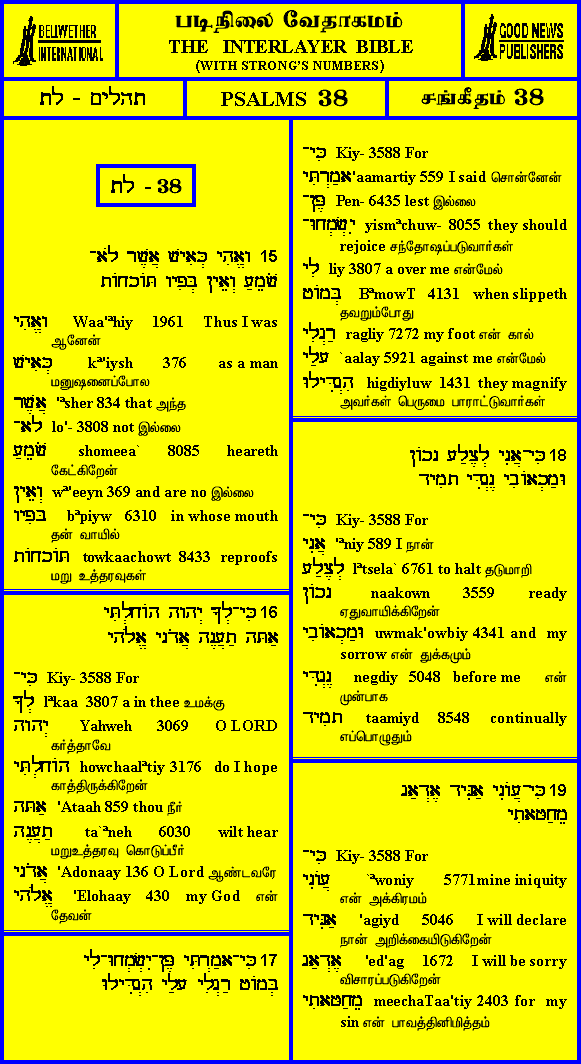 BELLWETHER
INTERNATIONAL
படிநிலை வேதாகமம்
THE INTERLAYER BIBLE
(WITH STRONG'S NUMBERS)
GOOD NEWS
PUBLISHERS
תהלים - לח
PSALMS 38
சங்கீதம் 38
לח - 38
15 וָאֱהִי כְּאִישׁ אֲשֶׁר לֹא־
שֹׁמֵעַ וְאֵין בְּפִיו תּוֹכָחוֹת
וָאֱהִי Waa'ᵉhiy 1961 Thus I was
ஆனேன்
כְּאִישׁ kᵃ'iysh 376 as a man
மனுஷனைப்போல
אֲשֶׁר 'ᵃsher 834 that அந்த
לֹא־ lo'- 3808 not இல்லை
שֹׁמֵעַ shomeea` 8085 heareth
கேட்கிறேன்
וְאֵין wᵃ'eeyn 369 and are no இல்லை
בְּפִיו bᵃpiyw 6310 in whose mouth
தன் வாயில்
תּוֹכָחוֹת towkaachowt 8433 reproofs
மறு உத்தரவுகள்
16 כִּי־לְךָ יְהוָה הוֹחָלְתִּי
אַתָּה תַעֲנֶה אֲדֹנָי אֱלֹהָי
כִּי־ Kiy- 3588 For
לְךָ lᵃkaa 3807 a in thee உமக்கு
יְהוָה Yahweh 3069 O LORD
கர்த்தாவே
הוֹחָלְתִּי howchaalᵃtiy 3176 do I hope
காத்திருக்கிறேன்
אַתָּה 'Ataah 859 thou நீர்
תַעֲנֶה ta`ᵃneh 6030 wilt hear
மறுஉத்தரவு கொடுப்பீர்
אֲדֹנָי 'Adonaay 136 O Lord ஆண்டவரே
אֱלֹהָי 'Elohaay 430 my God என்
தேவன்
17 כִּי־אָמַרְתִּי פֶּן־יִשְׂמְחוּ־לִי
בְּמוֹט רַגְלִי עָלַי הִגְדִּילוּ
כִּי־ Kiy- 3588 For
אָמַרְתִּי 'aamartiy 559 I said சொன்னேன்
פֶּן־ Pen- 6435 lest இல்லை
יִשְׂמְחוּ־ yismᵃchuw- 8055 they should
rejoice சந்தோஷப்படுவார்கள்
לִי liy 3807 a over me என்மேல்
בְּמוֹט BᵃmowT 4131 when slippeth
தவறும்போது
רַגְלִי ragliy 7272 my foot என் கால்
עָלַי `aalay 5921 against me என்மேல்
הִגְדִּילוּ higdiyluw 1431 they magnify
அவர்கள் பெருமை பாராட்டுவார்கள்
18 כִּי־אֲנִי לְצֶלַע נָכוֹן
וּמַכְאוֹבִי נֶגְדִּי תָמִיד
כִּי־ Kiy- 3588 For
אֲנִי 'ᵃniy 589 I நான்
לְצֶלַע lᵃtsela` 6761 to halt தடுமாறி
נָכוֹן naakown 3559 ready
ஏதுவாயிக்கிறேன்
וּמַכְאוֹבִי uwmak'owbiy 4341 and my
sorrow என் துக்கமும்
נֶגְדִּי negdiy 5048 before me என்
முன்பாக
תָמִיד taamiyd 8548 continually
எப்பொழுதும்
19 כִּי־עֲוֹנִי אַגִּיד אֶדְאַג
מֵחַטָּאתִי
כִּי־ Kiy- 3588 For
עֲוֹנִי `ᵃwoniy 5771mine iniquity
என் அக்கிரமம்
אַגִּיד 'agiyd 5046 I will declare
நான் அறிக்கையிடுகிறேன்
אֶדְאַג 'ed'ag 1672 I will be sorry
விசாரப்படுகிறேன்
מֵחַטָּאתִי meechaTaa'tiy 2403 for my
sin என் பாவத்தினிமித்தம்